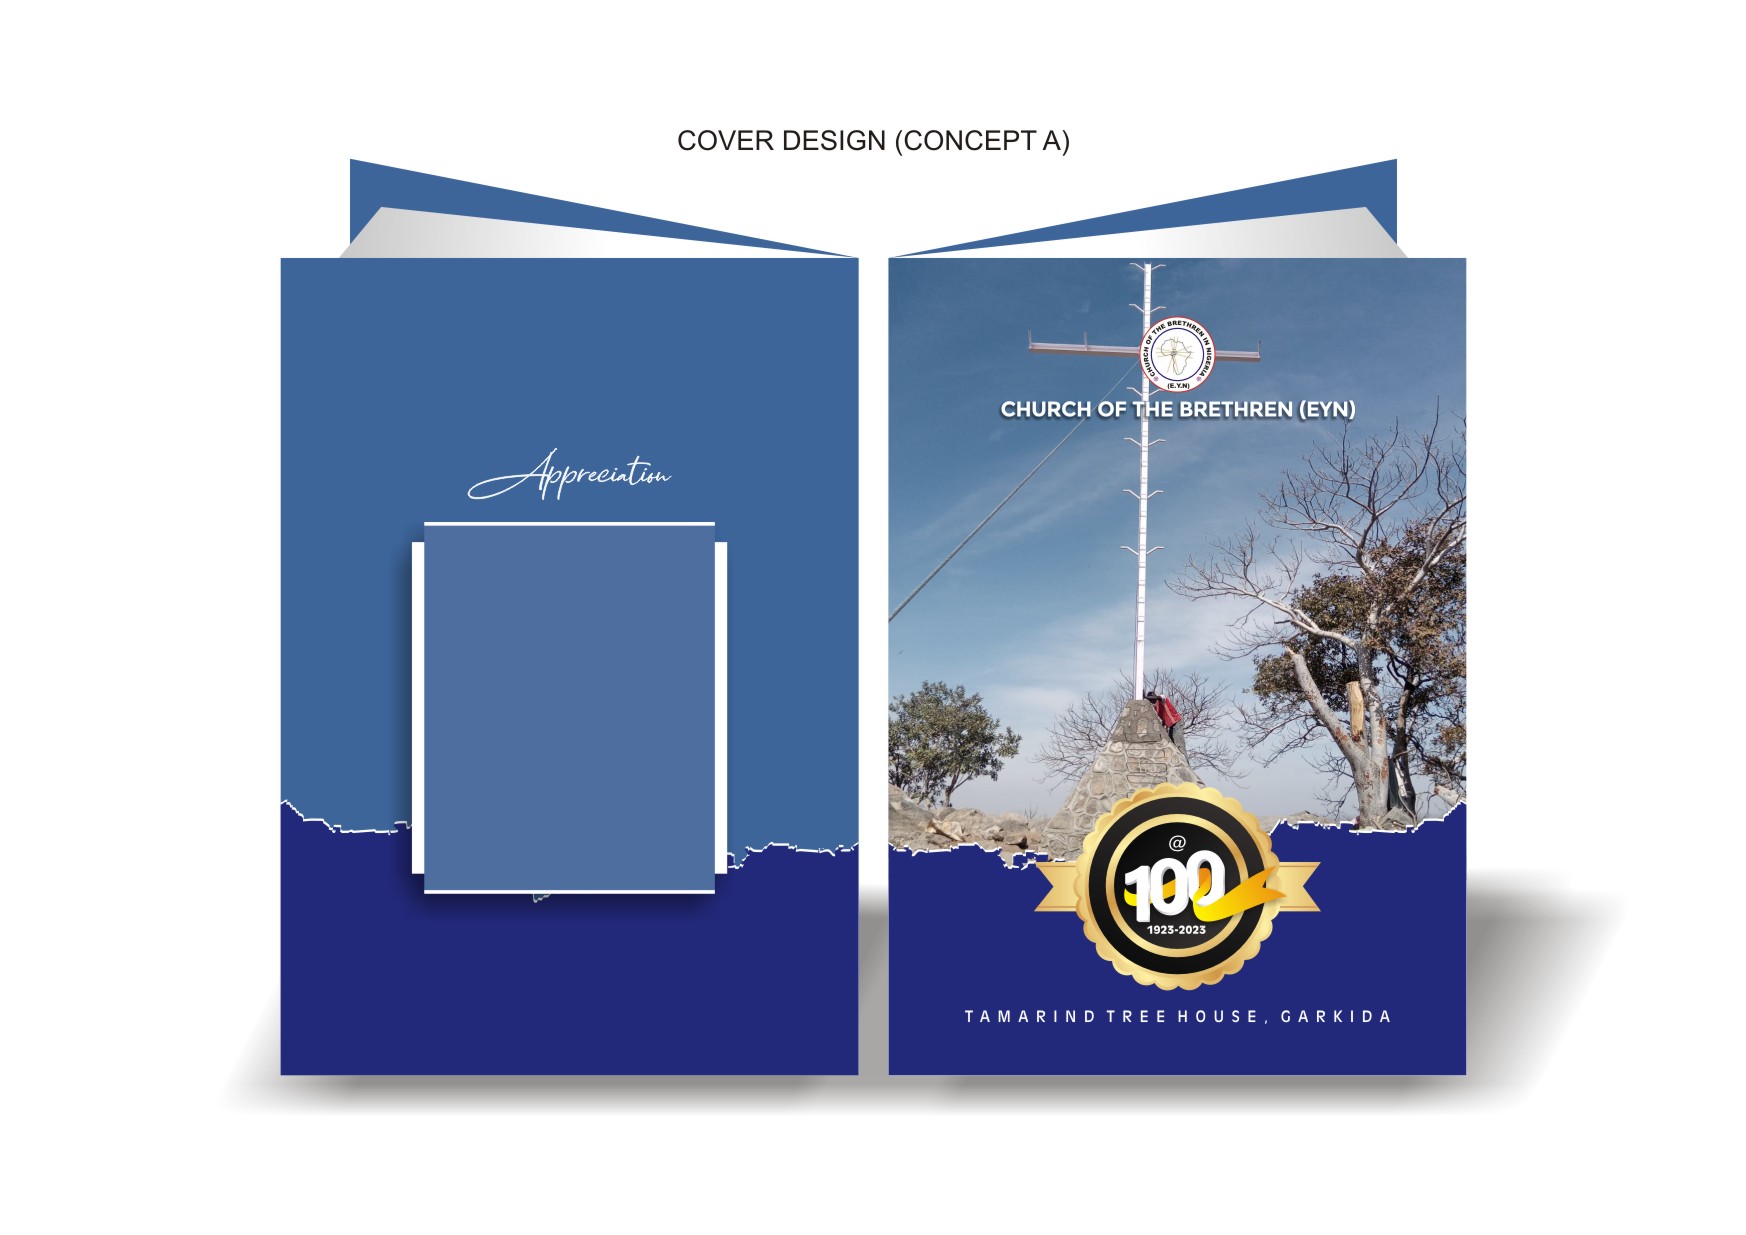 COVER DESIGN (CONCEPT A)
Appreciation
CHURCH OF THE BRETHREN IN NIGERIA
(E.Y.N)
CHURCH OF THE BRETHREN (EYN)
@
100
1923-2023
TAMARIND TREE HOUSE, GARKIDA